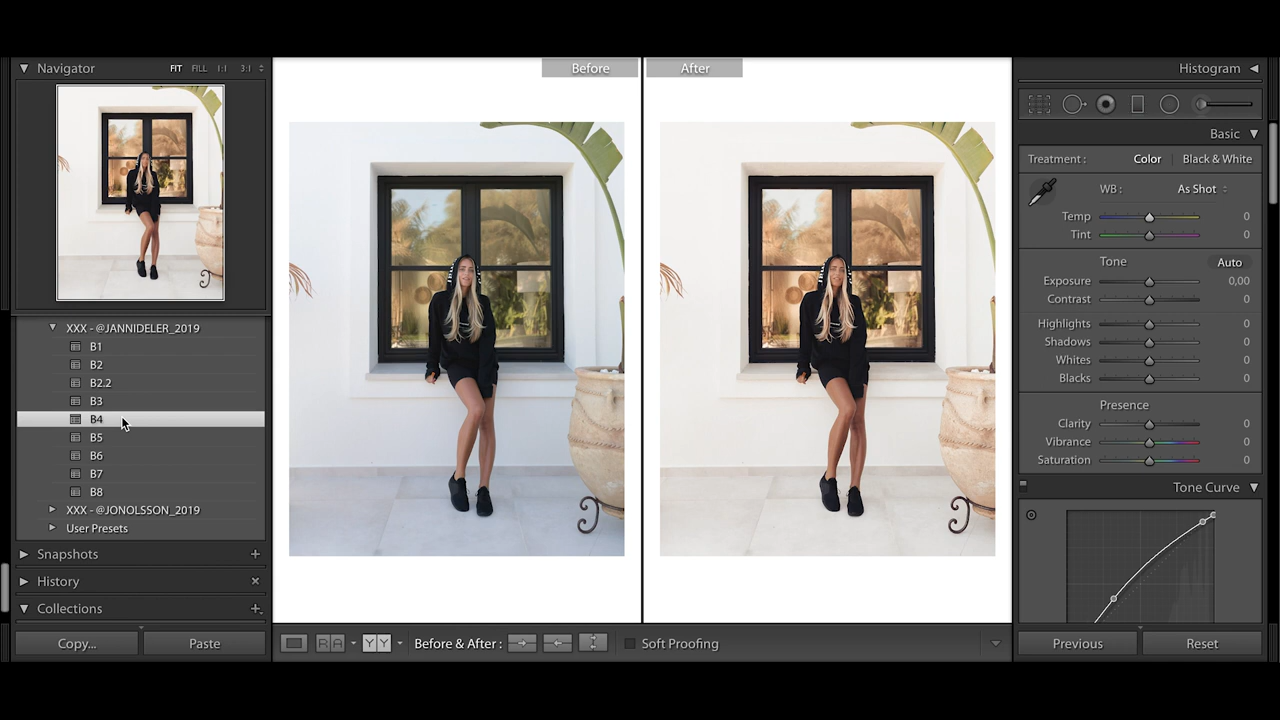 Navigator FIT FILL 1:1 3:1
XXX - @JANNIDELER_2019
B1
B2
B2.2
B3
B4
B5
B6
B7
B8
XXX - @JONOLSSON_2019
User Presets
Snapshots
History
Collections
Copy... Paste
Before After
Before & After : Soft Proofing
Histogram
Basic
Treatment : Color Black & White
WB : As Shot
Temp 0
Tint 0
Tone Auto
Exposure 0,00
Contrast 0
Highlights 0
Shadows 0
Whites 0
Blacks 0
Presence
Clarity 0
Vibrance 0
Saturation 0
Tone Curve
Previous Reset